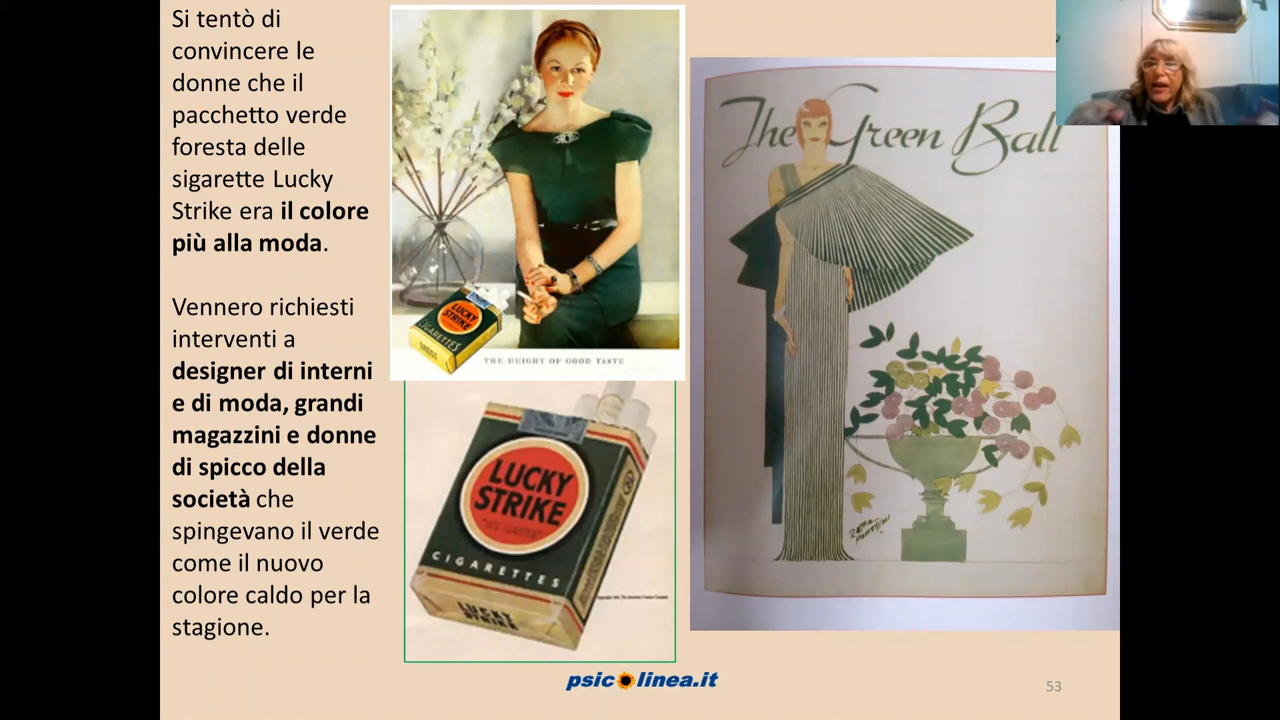 Si tentò di
convincere le
donne che il
pacchetto verde
foresta delle
sigarette Lucky
Strike era il colore
più alla moda.
Vennero richiesti
interventi a
designer di interni
e di moda, grandi
magazzini e donne
di spicco della
società che
spingevano il verde
come il nuovo
colore caldo per la
stagione.
LUCKY
STRIKE
CIGARETTES
THE HEIGHT OF GOOD TASTE
LUCKY
STRIKE
CIGARETTES
LUCKY
STRIKE
The Green Ball
psicolinea.it
53